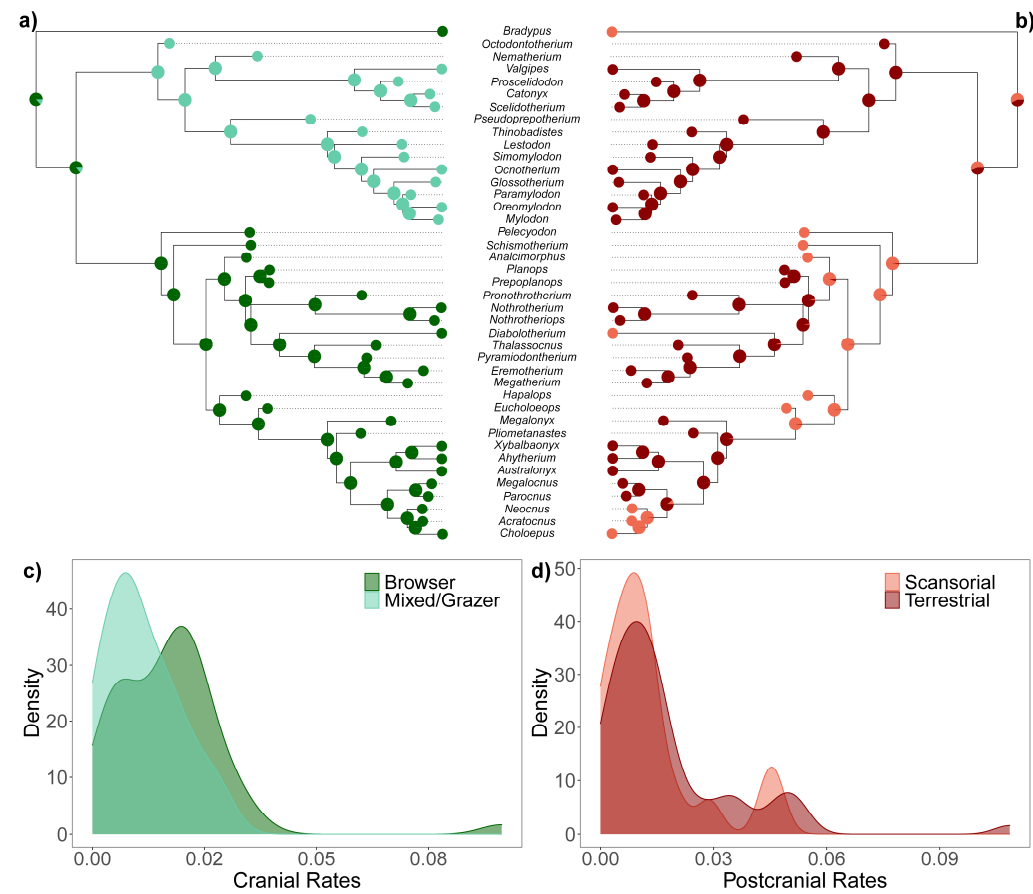 a)
b)
Bradypus
Octodontotherium
Nematherium
Valgipes
Proscelidodon
Catonyx
Scelidotherium
Pseudoprepotherium
Thinobadistes
Lestodon
Simomylodon
Ocnotherium
Glossotherium
Paramylodon
Oreomylodon
Mylodon
Pelecyodon
Schismotherium
Analcimorphus
Planops
Prepoplanops
Pronothrotherium
Nothrotherium
Nothrotheriops
Diabolotherium
Thalassocnus
Pyramiodontherium
Eremotherium
Megatherium
Hapalops
Eucholoeops
Megalonyx
Pliometanastes
Xybalbaonyx
Ahytherium
Australonyx
Megalocnus
Parocnus
Neocnus
Acratocnus
Choloepus
c)
Browser
Mixed/Grazer
40
30
20
10
0
Density
0.00 0.02 0.05 0.08
Cranial Rates
d)
Scansorial
Terrestrial
50
40
30
20
10
0
Density
0.00 0.03 0.06 0.09
Postcranial Rates